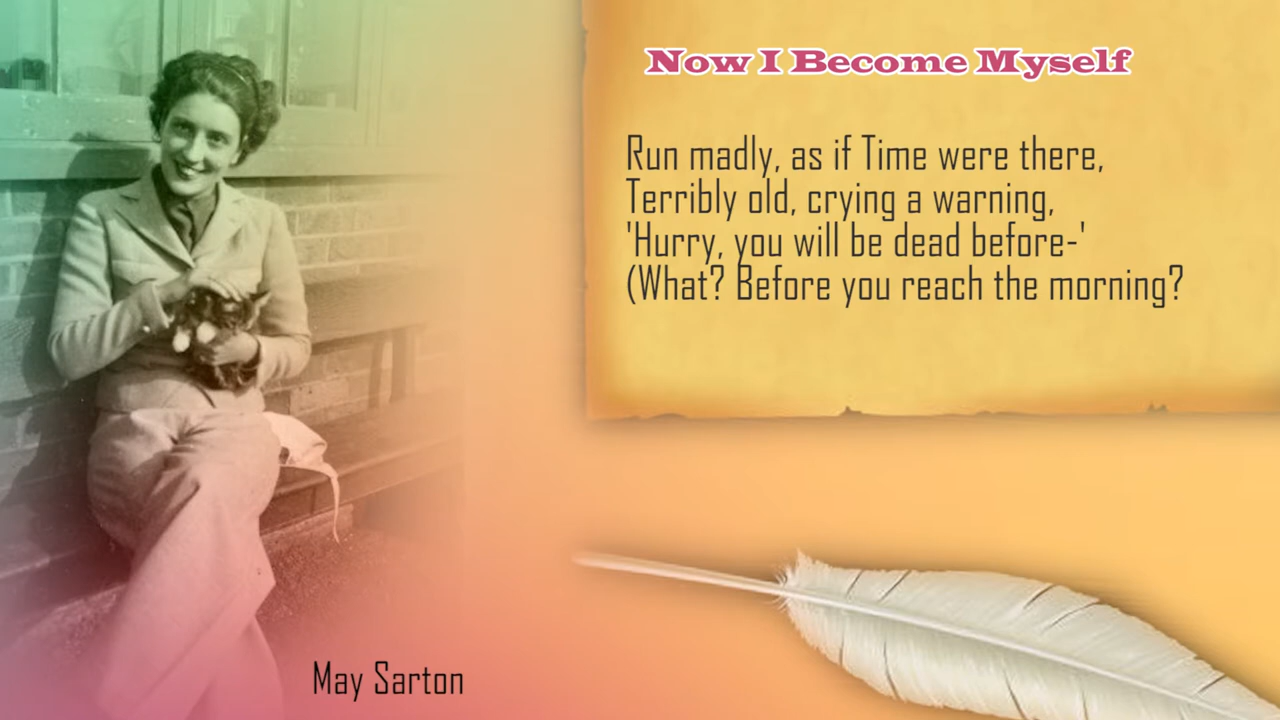 Now I Become Myself
Run madly, as if Time were there,
Terribly old, crying a warning,
'Hurry, you will be dead before-'
(What? Before you reach the morning?
May Sarton